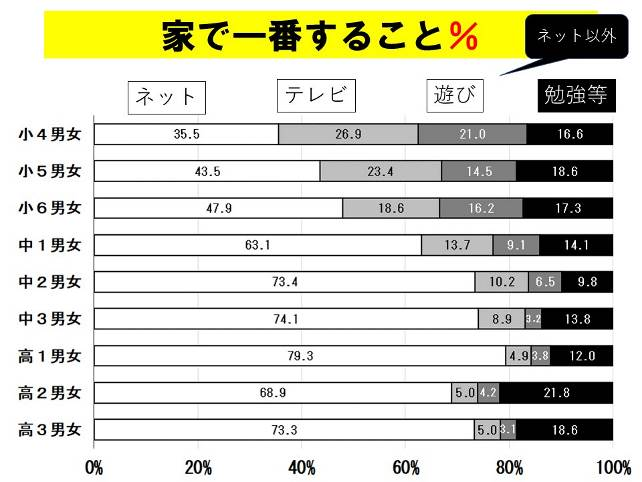 家で一番すること%
ネット以外
ネット テレビ 遊び 勉強等
小4男女 35.5 26.9 21.0 16.6
小5男女 43.5 23.4 14.5 18.6
小6男女 47.9 18.6 16.2 17.3
中1男女 63.1 13.7 9.1 14.1
中2男女 73.4 10.2 6.5 9.8
中3男女 74.1 8.9 3.2 13.8
高1男女 79.3 4.9 3.8 12.0
高2男女 68.9 5.0 4.2 21.8
高3男女 73.3 5.0 3.1 18.6
0% 20% 40% 60% 80% 100%